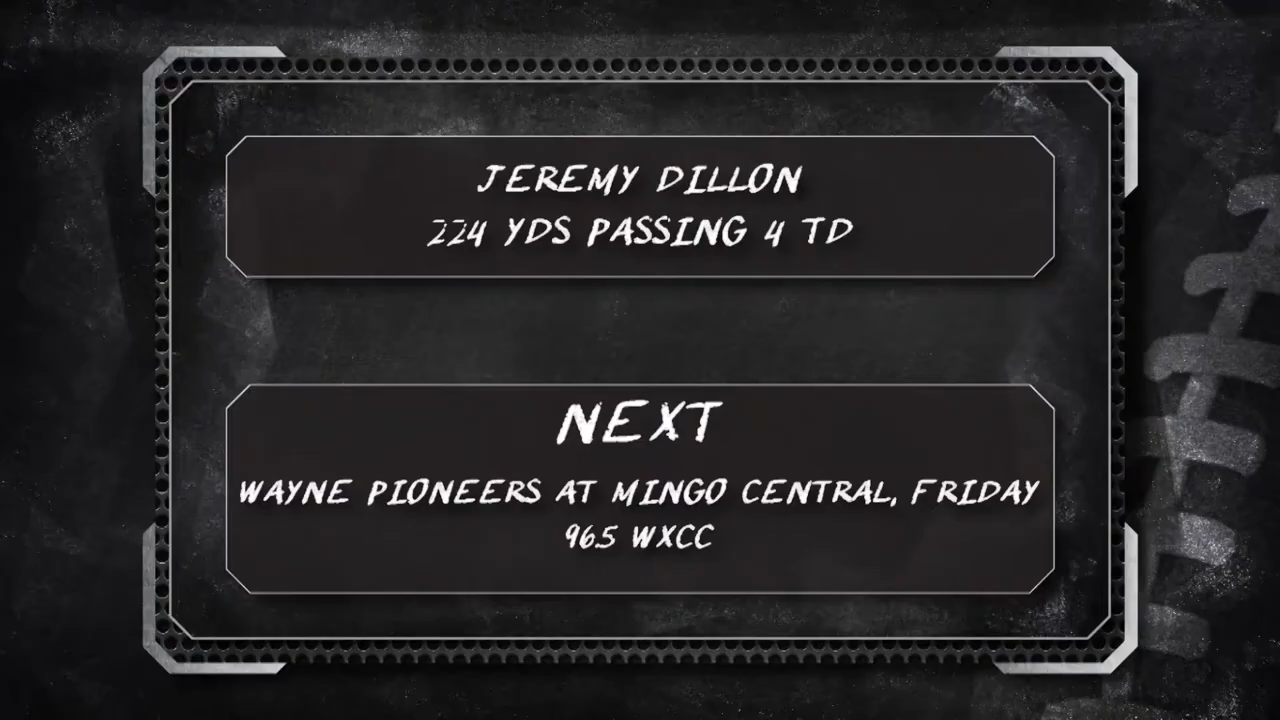 JEREMY DILLON
224 YDS PASSING 4 TD
NEXT
WAYNE PIONEERS AT MINGO CENTRAL, FRIDAY
96.5 WXCC